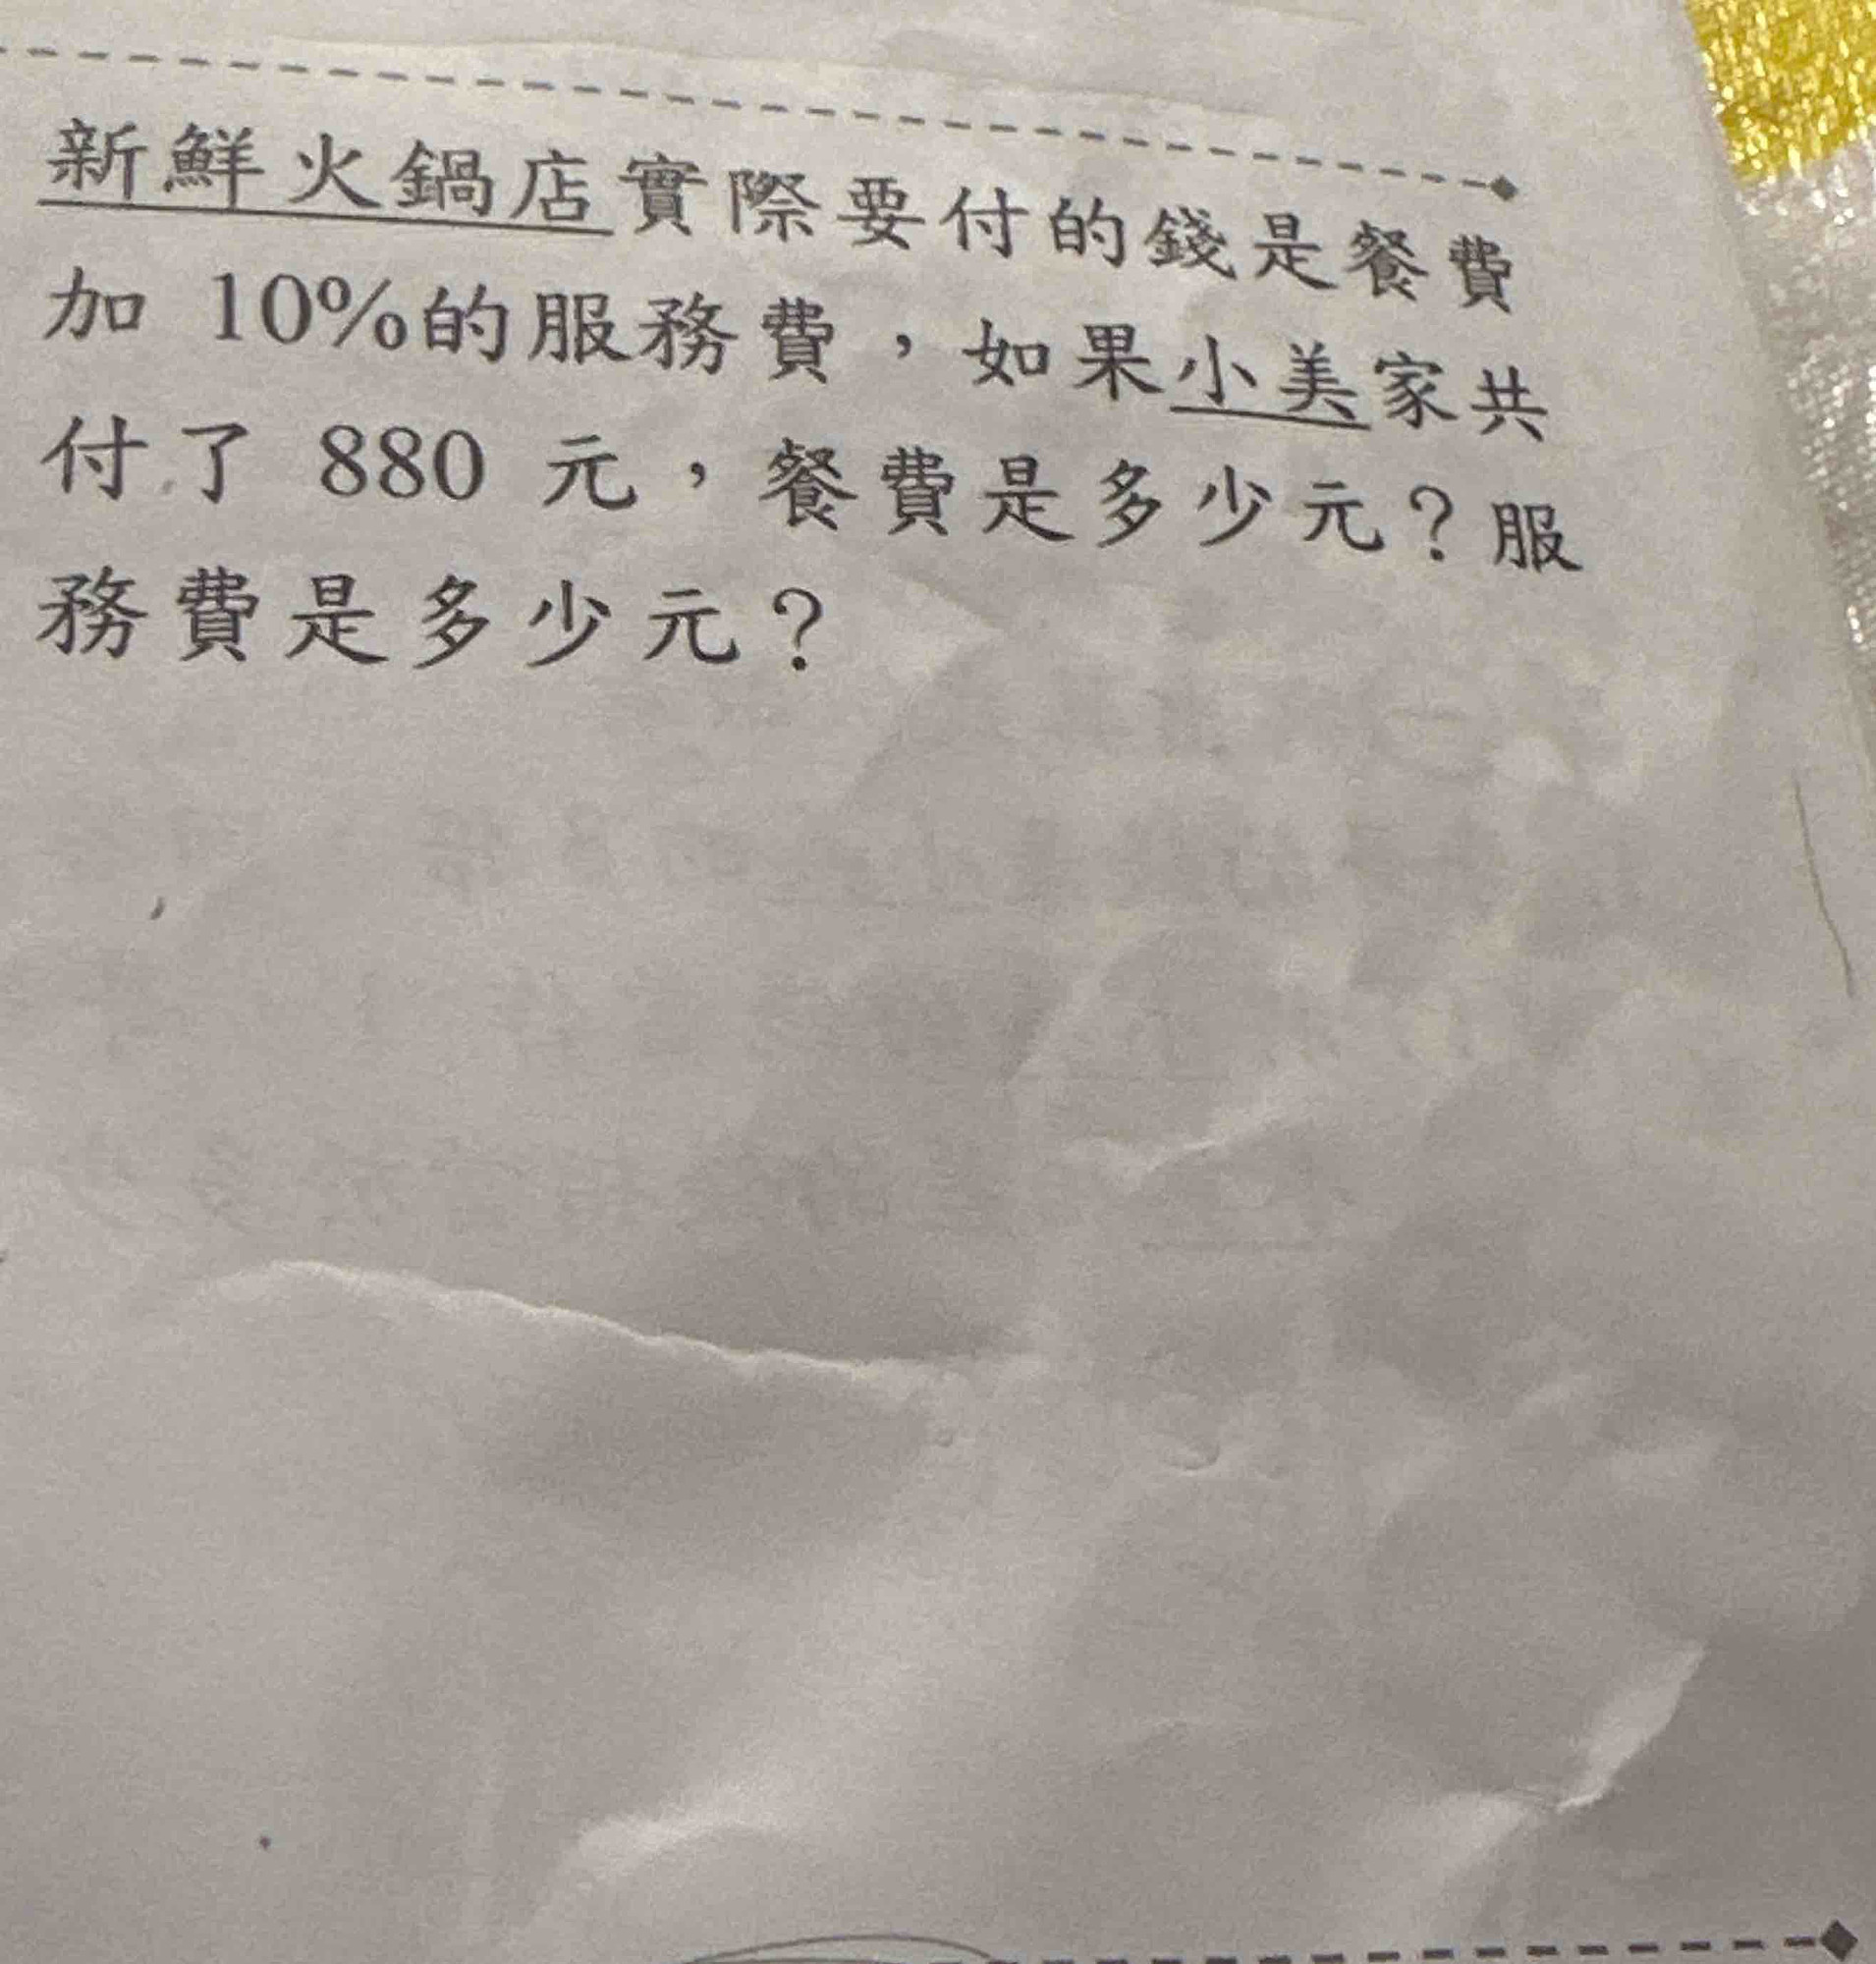 新鮮火鍋店實際要付的錢是餐費
加 10%的服務費,如果小美家共
付了 880 元,餐費是多少元?服
務費是多少元?